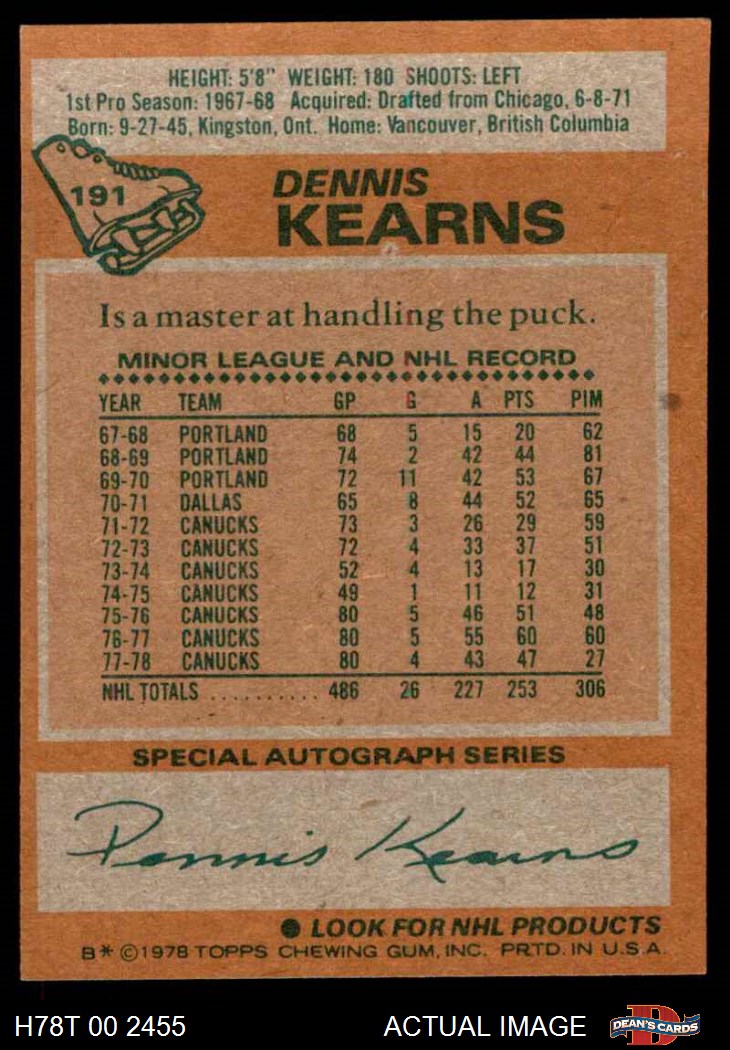 HEIGHT: 5'8" WEIGHT: 180 SHOOTS: LEFT
1st Pro Season: 1967-68 Acquired: Drafted from Chicago, 6-8-71
Born: 9-27-45, Kingston, Ont. Home: Vancouver, British Columbia
191
DENNIS
KEARNS
Is a master at handling the puck.
MINOR LEAGUE AND NHL RECORD
YEAR TEAM GP G A PTS PIM
67-68 PORTLAND 68 5 15 20 62
68-69 PORTLAND 74 2 42 44 81
69-70 PORTLAND 72 11 42 53 67
70-71 DALLAS 65 8 44 52 65
71-72 CANUCKS 73 3 26 29 59
72-73 CANUCKS 72 4 33 37 51
73-74 CANUCKS 52 4 13 17 30
74-75 CANUCKS 49 1 11 12 31
75-76 CANUCKS 80 5 46 51 48
76-77 CANUCKS 80 5 55 60 60
77-78 CANUCKS 80 4 43 47 27
NHL TOTALS .......... 486 26 227 253 306
SPECIAL AUTOGRAPH SERIES
Dennis Kearns
● LOOK FOR NHL PRODUCTS
B* ©1978 TOPPS CHEWING GUM, INC. PRTD. IN U.S.A.
H78T 00 2455 ACTUAL IMAGE D DEAN'S CARDS